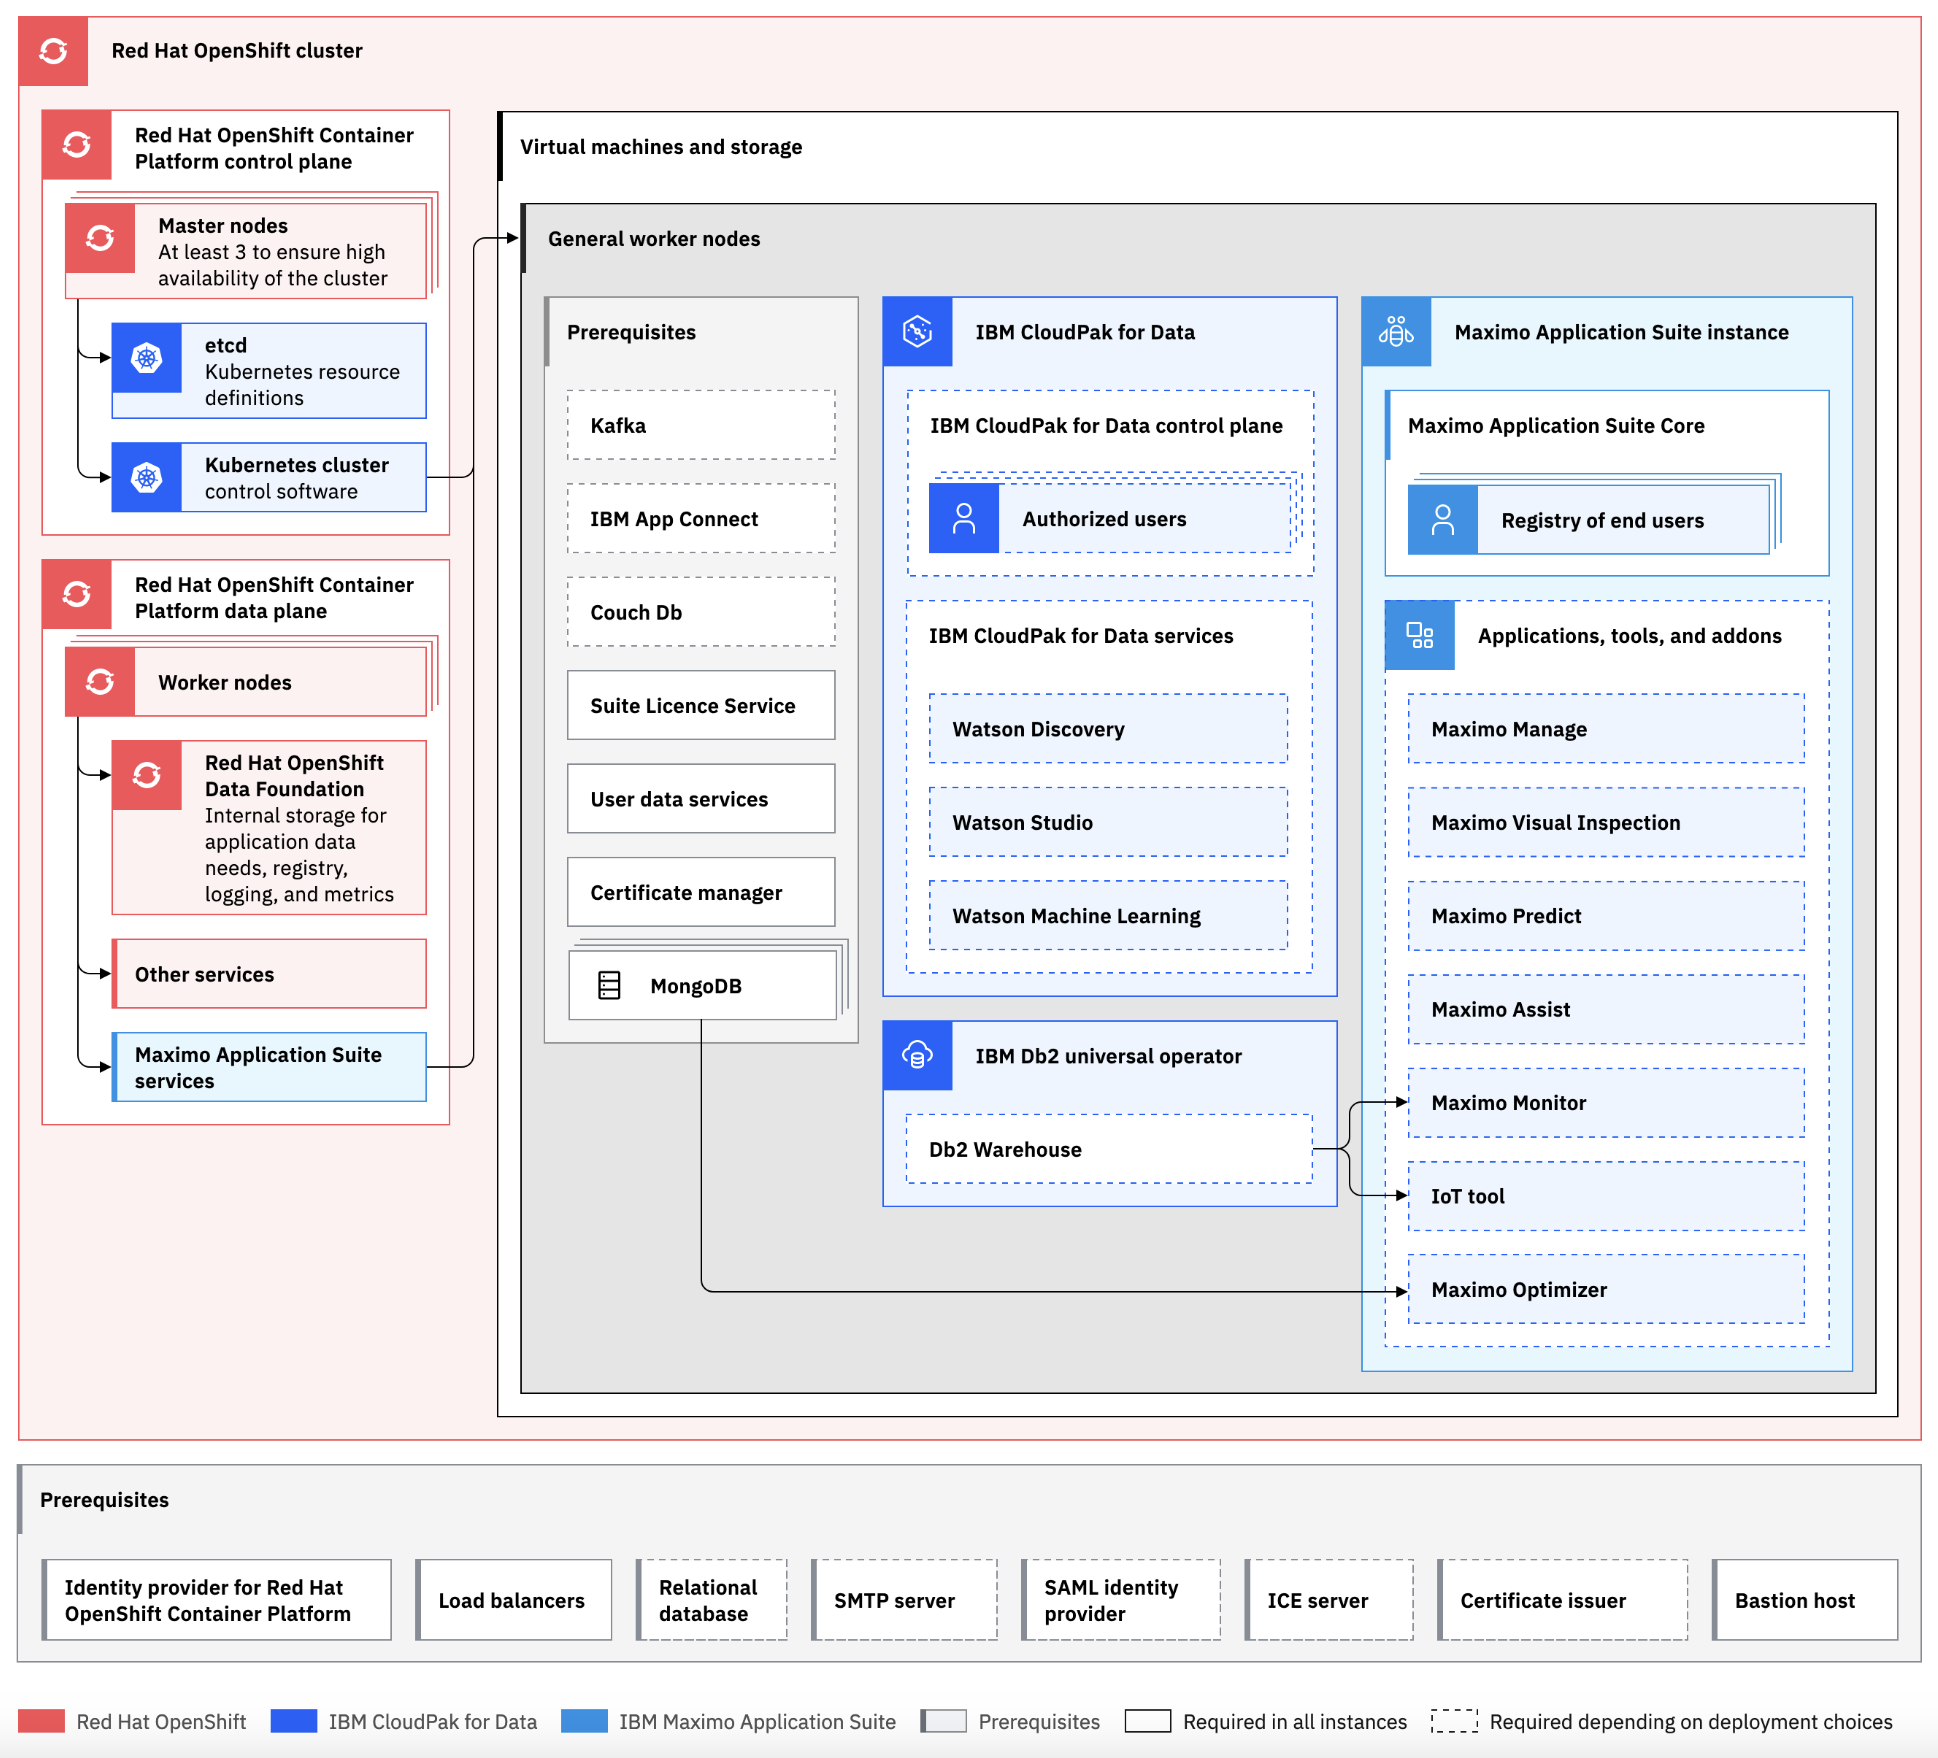 Red Hat OpenShift cluster
Red Hat OpenShift Container
Platform control plane
Master nodes
At least 3 to ensure high
availability of the cluster
etcd
Kubernetes resource
definitions
Kubernetes cluster
control software
Red Hat OpenShift Container
Platform data plane
Worker nodes
Red Hat OpenShift
Data Foundation
Internal storage for
application data
needs, registry,
logging, and metrics
Other services
Maximo Application Suite
services
Virtual machines and storage
General worker nodes
Prerequisites
Kafka
IBM App Connect
Couch Db
Suite Licence Service
User data services
Certificate manager
MongoDB
IBM CloudPak for Data
IBM CloudPak for Data control plane
Authorized users
IBM CloudPak for Data services
Watson Discovery
Watson Studio
Watson Machine Learning
IBM Db2 universal operator
Db2 Warehouse
Maximo Application Suite instance
Maximo Application Suite Core
Registry of end users
Applications, tools, and addons
Maximo Manage
Maximo Visual Inspection
Maximo Predict
Maximo Assist
Maximo Monitor
IoT tool
Maximo Optimizer
Prerequisites
Identity provider for Red Hat
OpenShift Container Platform
Load balancers
Relational
database
SMTP server
SAML identity
provider
ICE server
Certificate issuer
Bastion host
Red Hat OpenShift
IBM CloudPak for Data
IBM Maximo Application Suite
Prerequisites
Required in all instances
Required depending on deployment choices